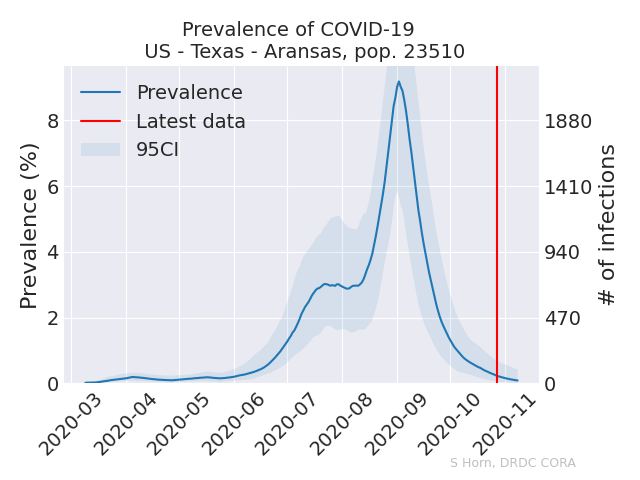 Prevalence of COVID-19
US - Texas - Aransas, pop. 23510
Prevalence
Latest data
95CI
Prevalence (%)
8
6
4
2
0
1880
1410
940
470
0
# of infections
2020-03
2020-04
2020-05
2020-06
2020-07
2020-08
2020-09
2020-10
2020-11
S Horn, DRDC CORA